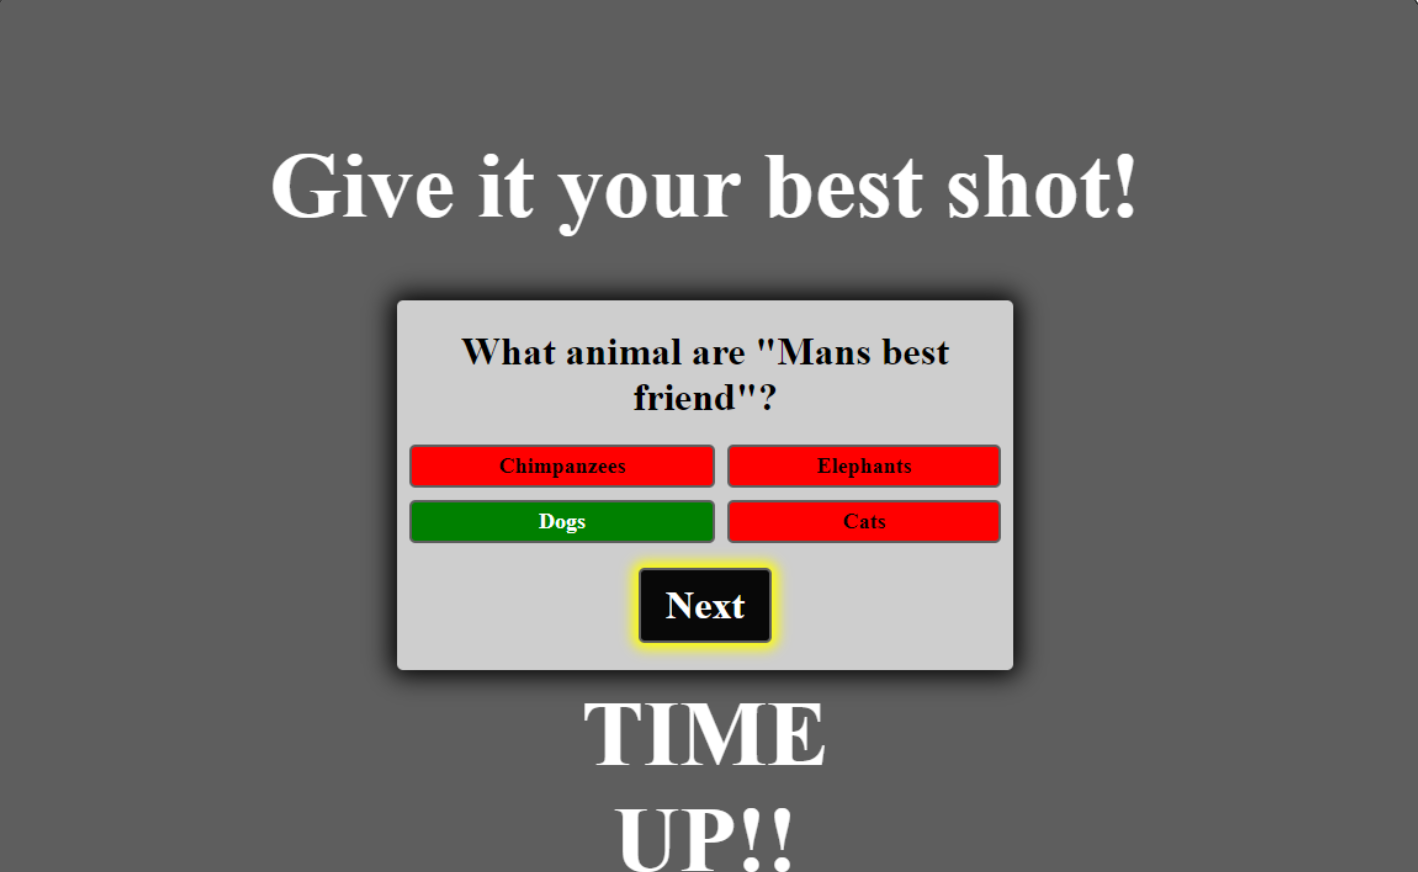 Give it your best shot!
What animal are "Mans best
friend"?
Chimpanzees
Elephants
Dogs
Cats
Next
TIME
UP!!